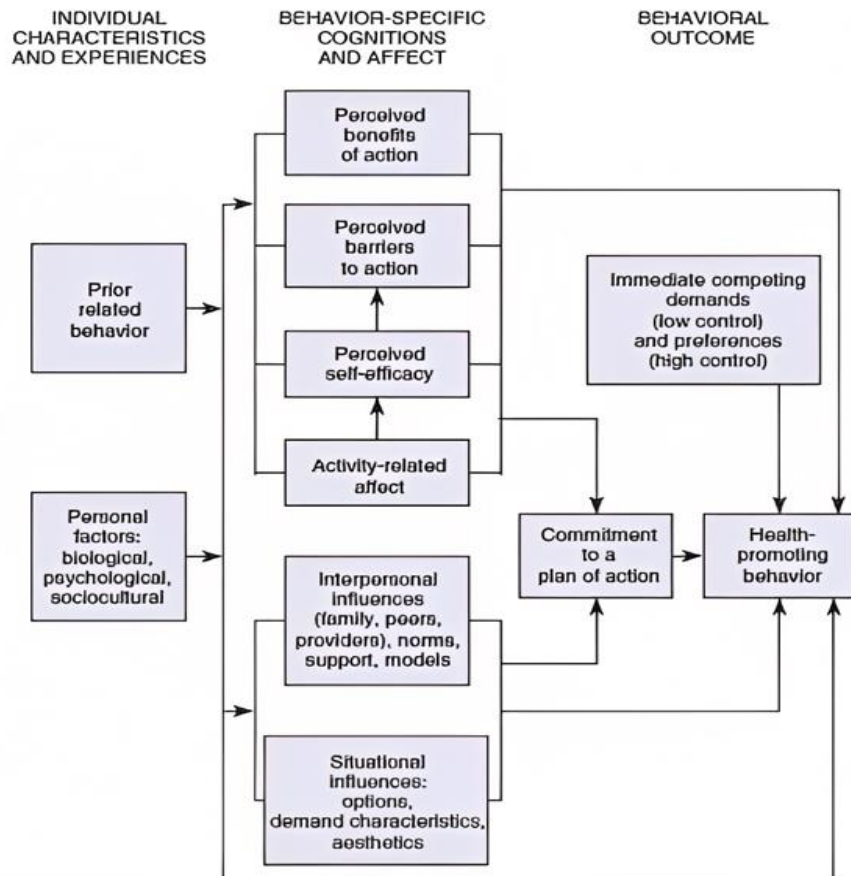 INDIVIDUAL
CHARACTERISTICS
AND EXPERIENCES
BEHAVIOR-SPECIFIC
COGNITIONS
AND AFFECT
BEHAVIORAL
OUTCOME
Perceived
benefits
of action
Perceived
barriers
to action
Prior
related
behavior
Immediate competing
demands
(low control)
and preferences
(high control)
Perceived
self-efficacy
Activity-related
affect
Personal
factors:
biological,
psychological,
sociocultural
Commitment
to a
plan of action
Health-
promoting
behavior
Interpersonal
influences
(family, peers,
providers), norms,
support, models
Situational
influences:
options,
demand characteristics,
aesthetics